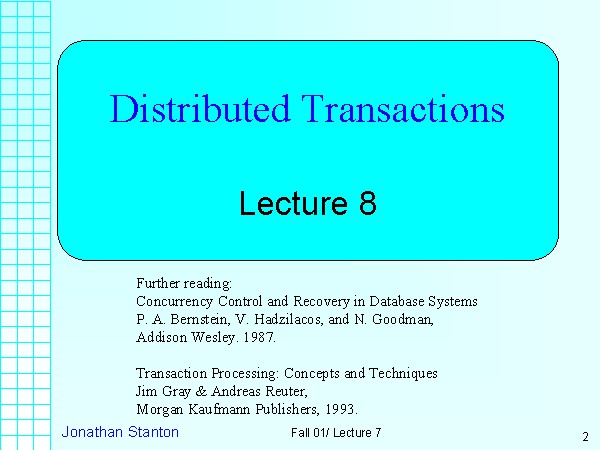 Distributed Transactions
Lecture 8
Further reading:
Concurrency Control and Recovery in Database Systems
P. A. Bernstein, V. Hadzilacos, and N. Goodman,
Addison Wesley. 1987.
Transaction Processing: Concepts and Techniques
Jim Gray & Andreas Reuter,
Morgan Kaufmann Publishers, 1993.
Jonathan Stanton
Fall 01/ Lecture 7
2